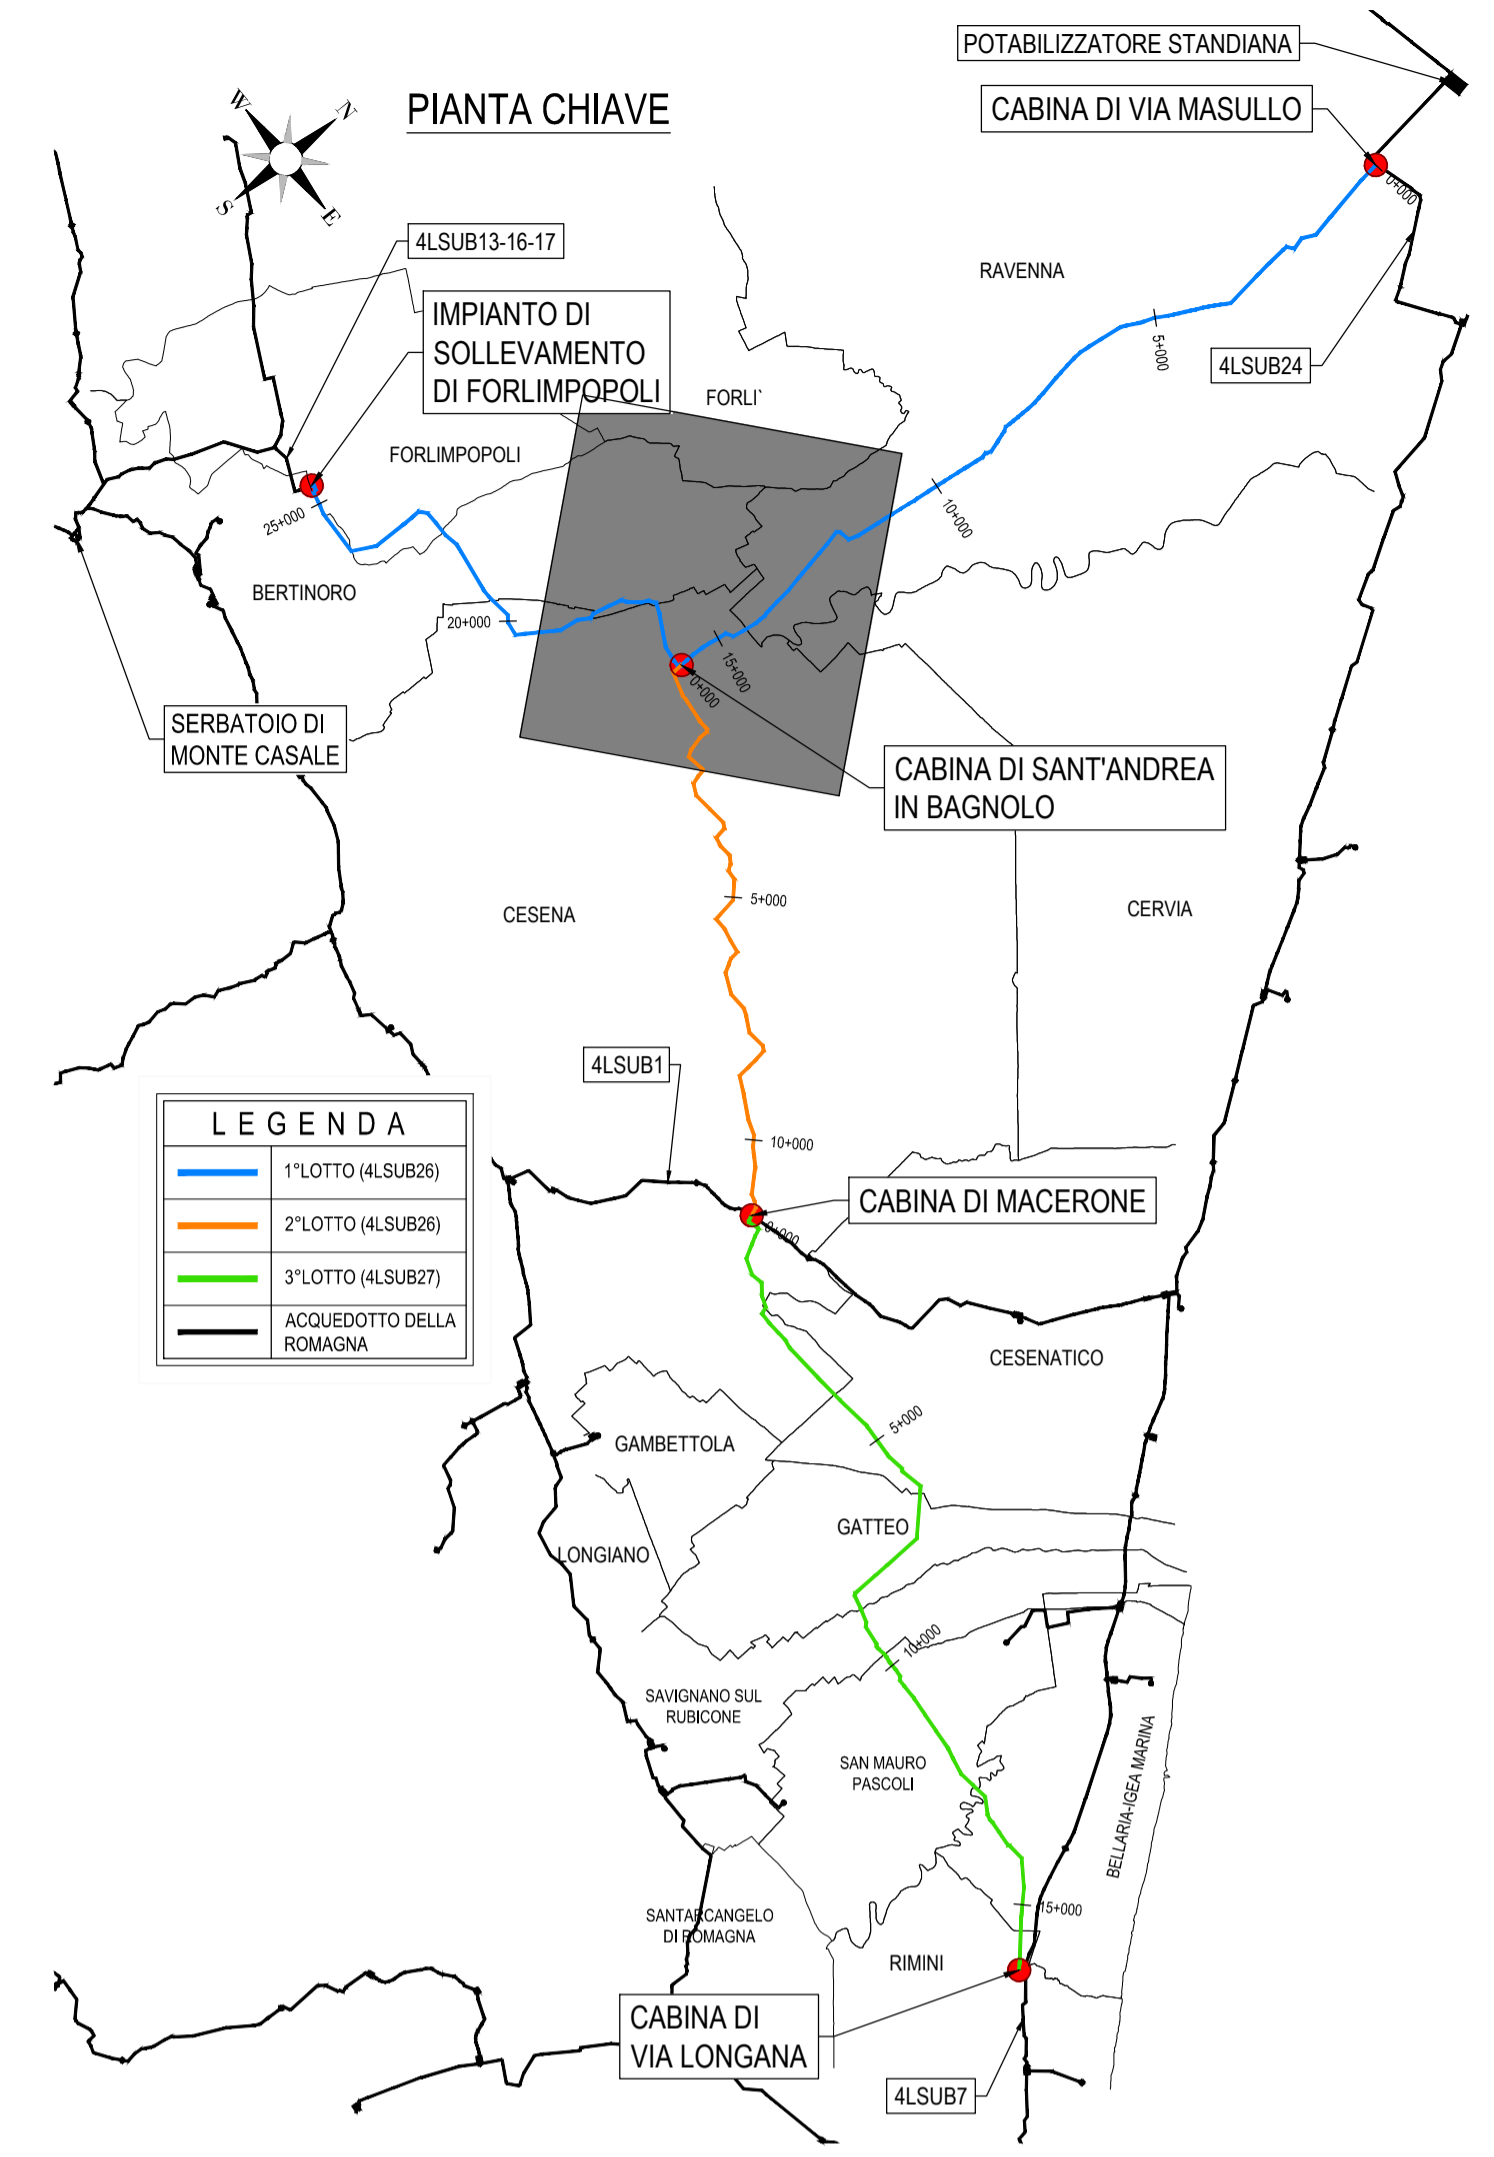 POTABILIZZATORE STANDIANA
PIANTA CHIAVE
CABINA DI VIA MASULLO
W
N
S
E
0+000
4LSUB13-16-17
RAVENNA
IMPIANTO DI
SOLLEVAMENTO
DI FORLIMPOPOLI
5+000
4LSUB24
FORLI`
FORLIMPOPOLI
25+000
10+000
BERTINORO
20+000
15+000
0+000
SERBATOIO DI
MONTE CASALE
CABINA DI SANT'ANDREA
IN BAGNOLO
5+000
CESENA
CERVIA
4LSUB1
LEGENDA
1°LOTTO (4LSUB26)
2°LOTTO (4LSUB26)
3°LOTTO (4LSUB27)
ACQUEDOTTO DELLA
ROMAGNA
10+000
CABINA DI MACERONE
0+000
CESENATICO
5+000
GAMBETTOLA
GATTEO
LONGIANO
10+000
SAVIGNANO SUL
RUBICONE
SAN MAURO
PASCOLI
BELLARIA-IGEA MARINA
15+000
SANTARCANGELO
DI ROMAGNA
RIMINI
CABINA DI
VIA LONGANA
4LSUB7